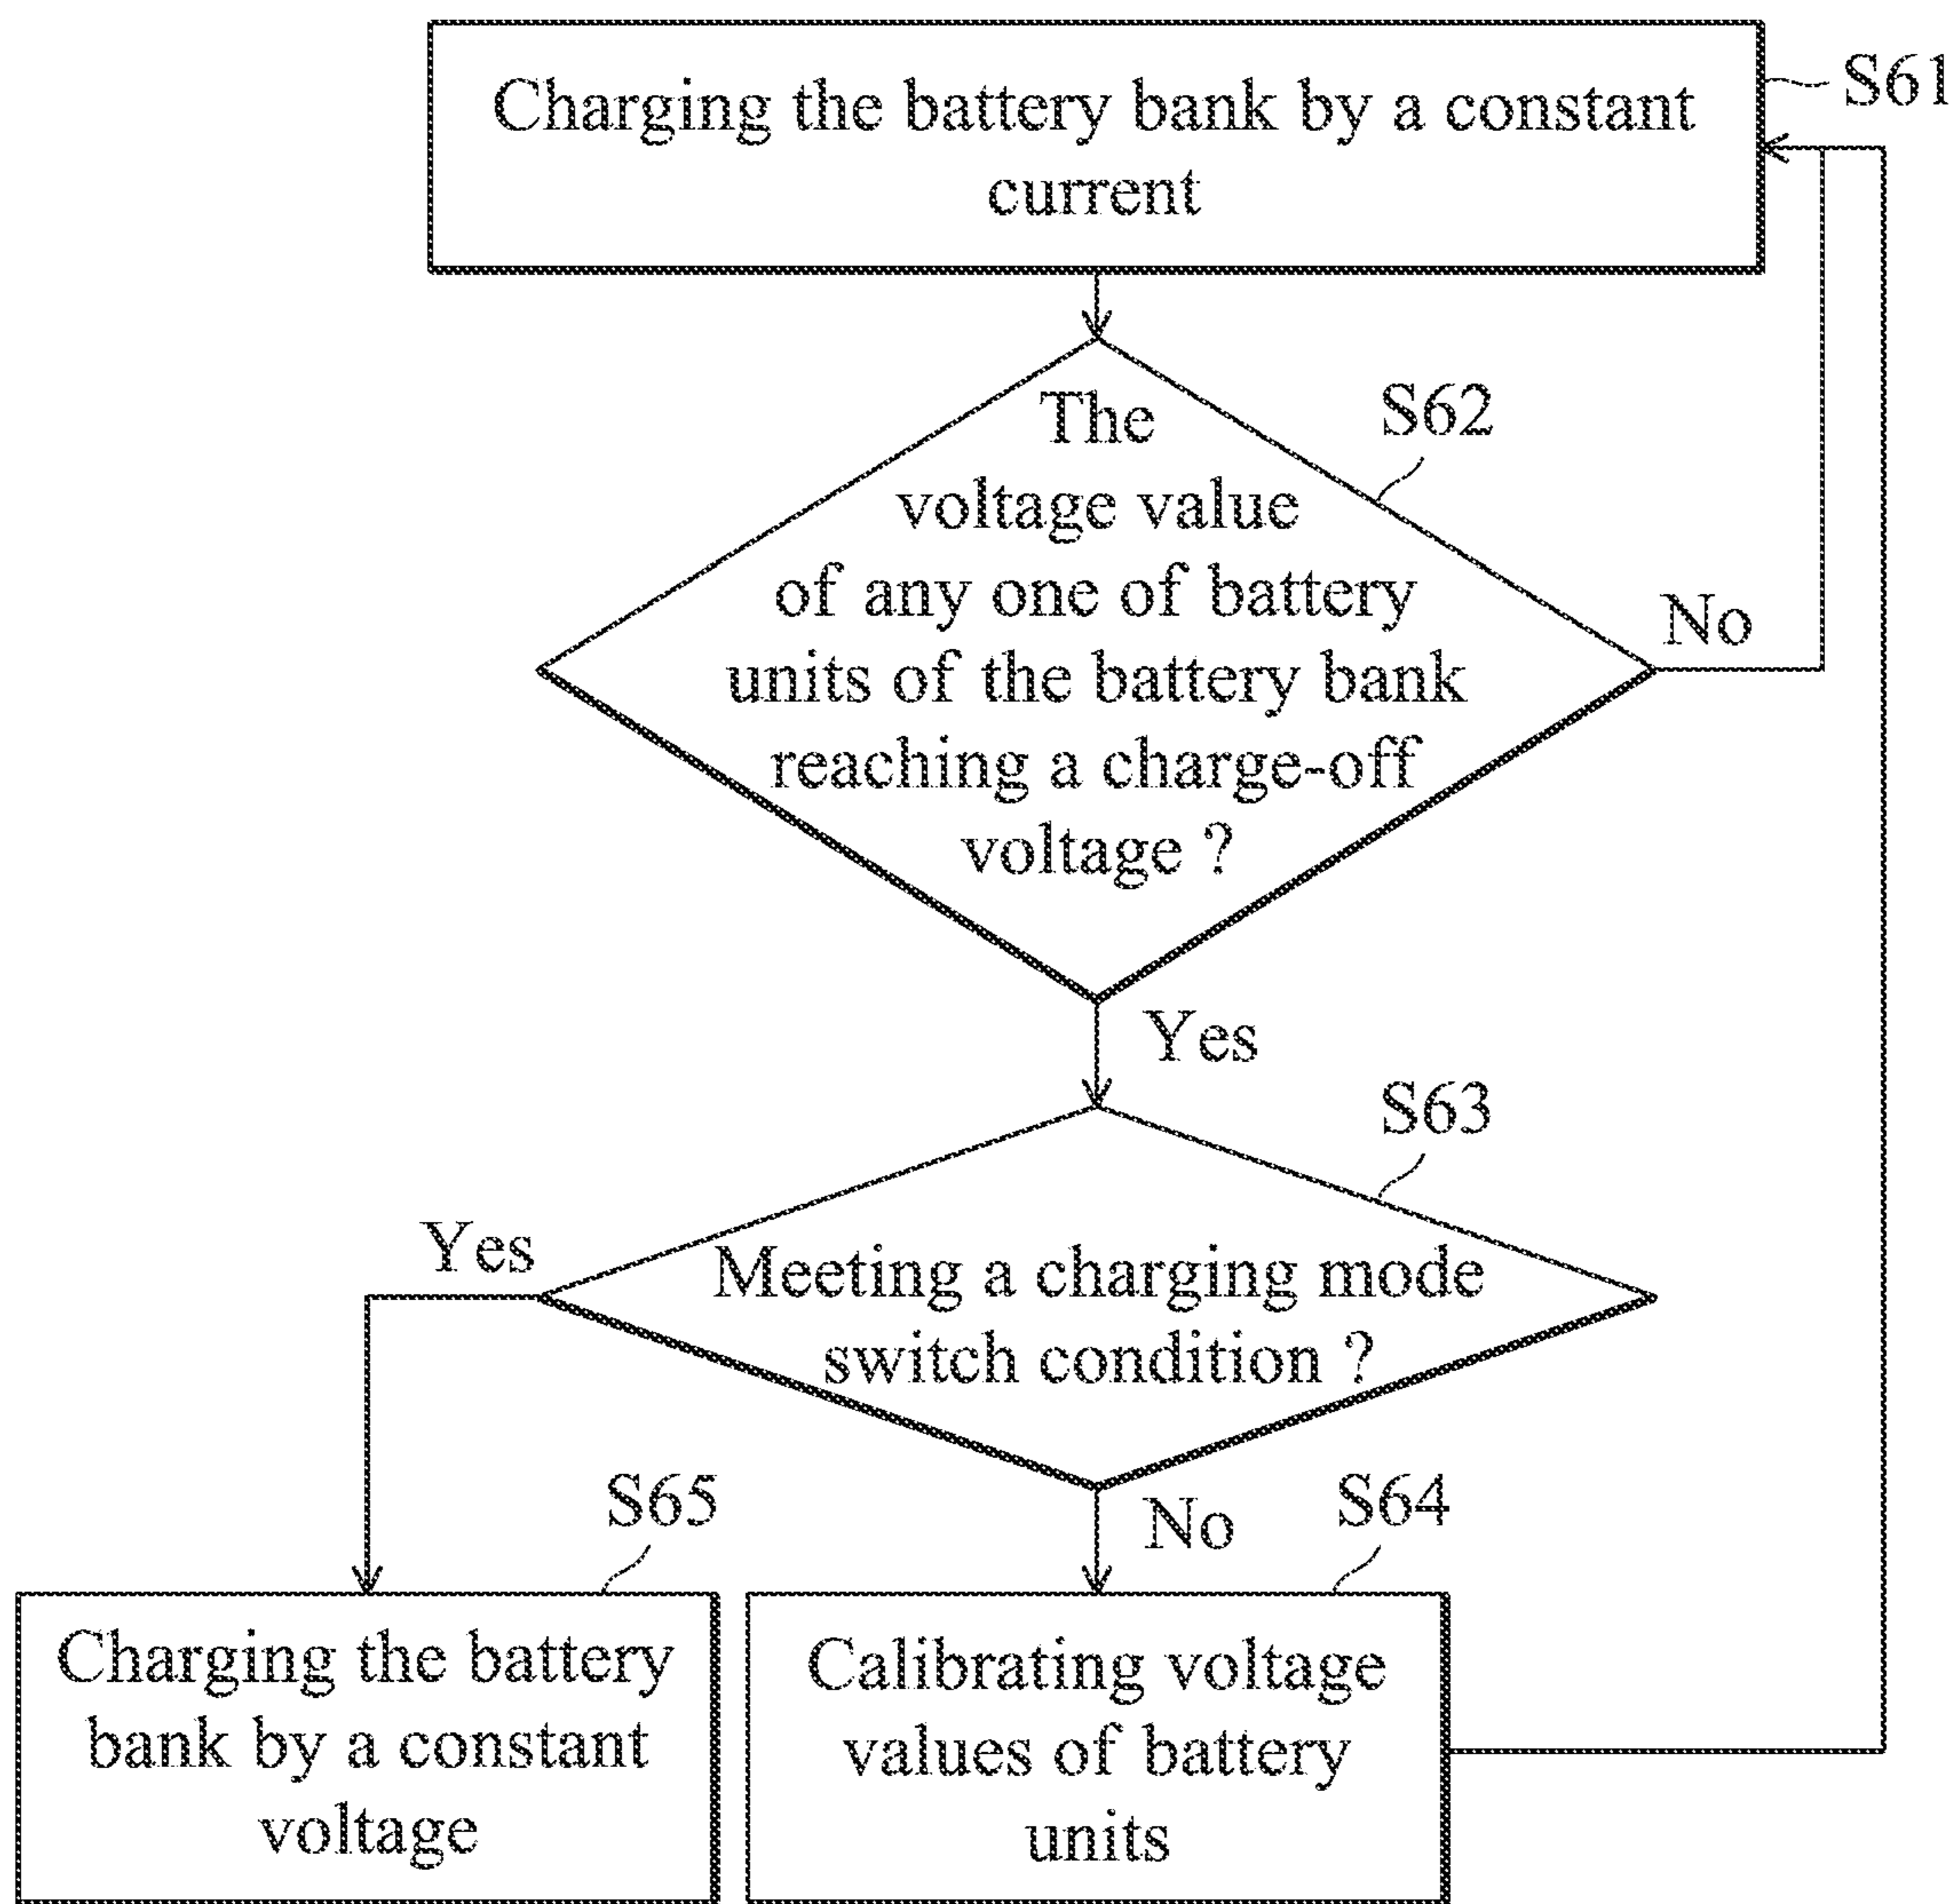 Charging the battery bank by a constant
current
S61
The
voltage value
of any one of battery
units of the battery bank
reaching a charge-off
voltage ?
S62
No
Yes
Meeting a charging mode
switch condition ?
S63
Yes
No
S65
Charging the battery
bank by a constant
voltage
S64
Calibrating voltage
values of battery
units